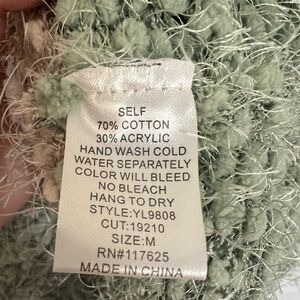 SELF
70% COTTON
30% ACRYLIC
HAND WASH COLD
WATER SEPARATELY
COLOR WILL BLEED
NO BLEACH
HANG TO DRY
STYLE:YL9808
CUT:19210
SIZE:M
RN#117625
MADE IN CHINA